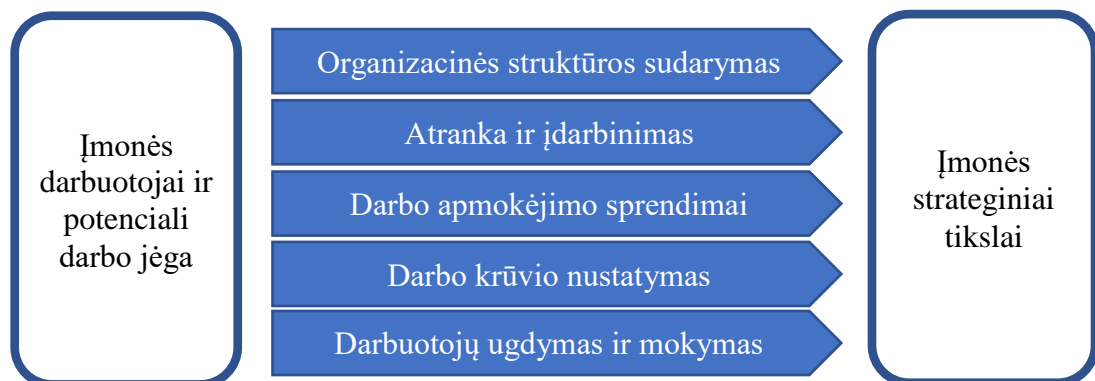 Įmonės
darbuotojai ir
potenciali
darbo jėga
Organizacinės struktūros sudarymas
Atranka ir įdarbinimas
Darbo apmokėjimo sprendimai
Darbo krūvio nustatymas
Darbuotojų ugdymas ir mokymas
Įmonės
strateginiai
tikslai